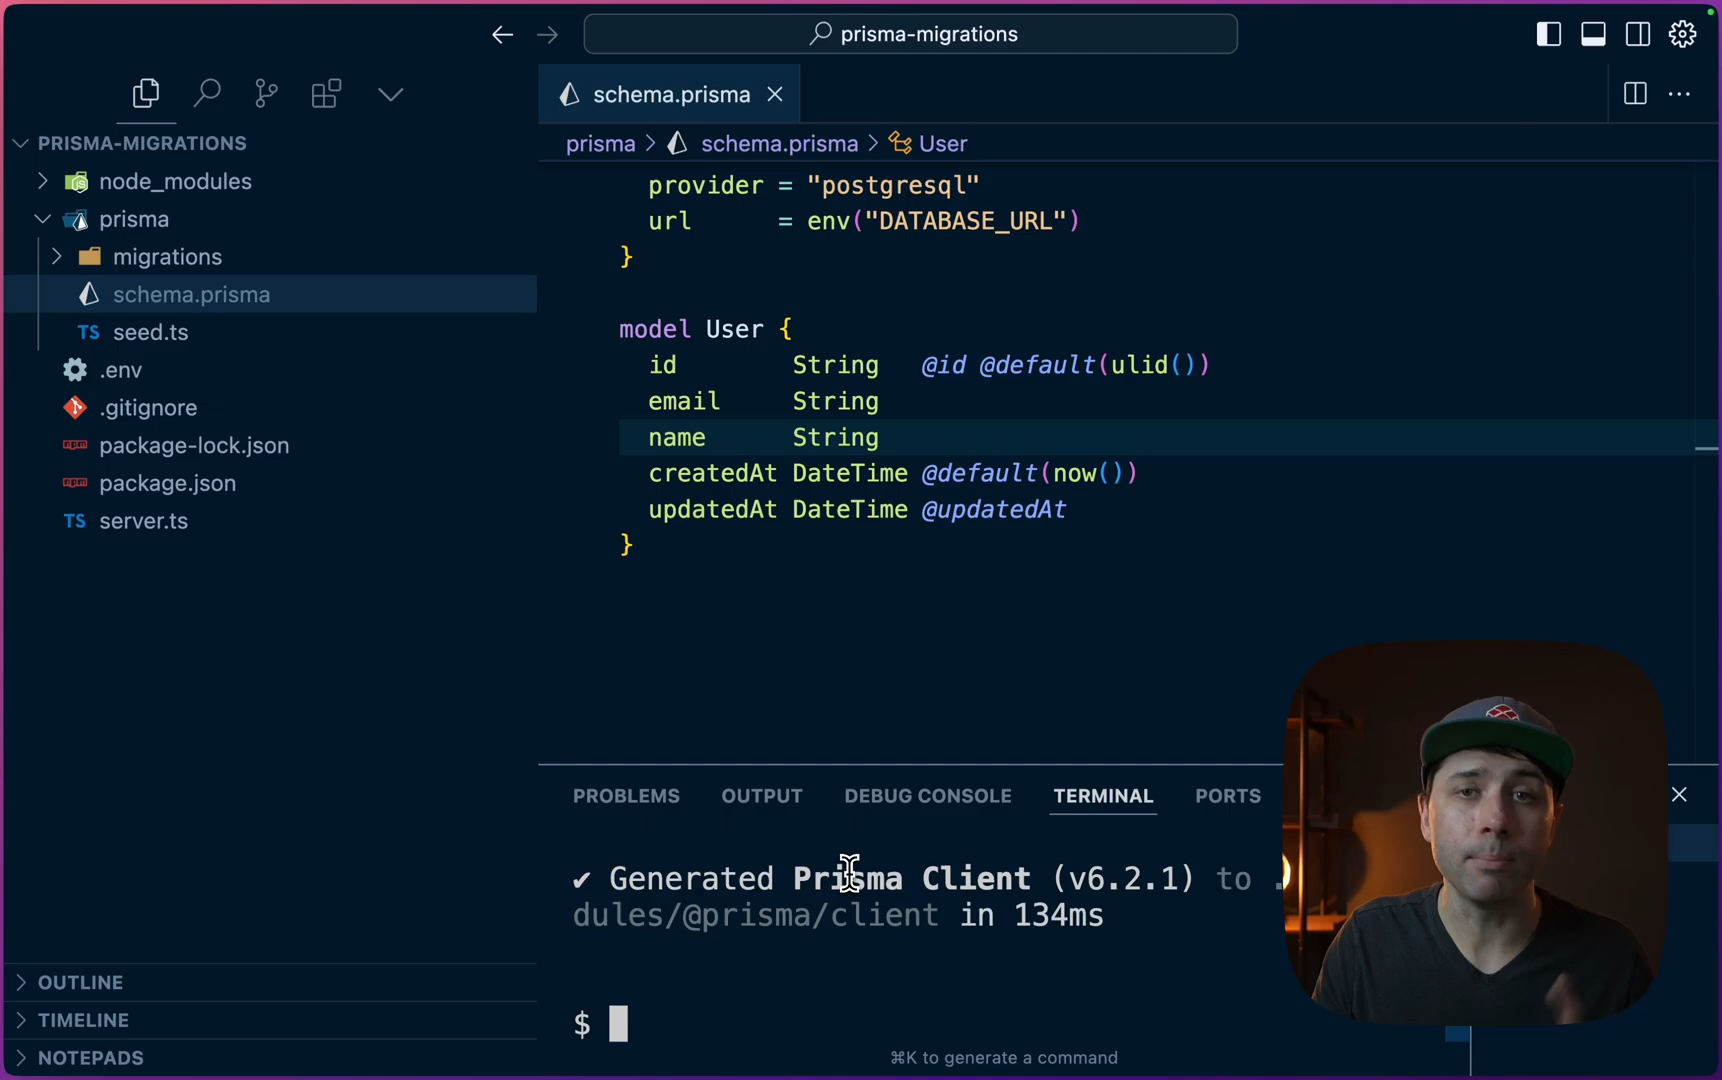 prisma-migrations
schema.prisma
PRISMA-MIGRATIONS
node_modules
prisma
migrations
schema.prisma
TS seed.ts
.env
.gitignore
package-lock.json
package.json
TS server.ts
OUTLINE
TIMELINE
NOTEPADS
prisma > schema.prisma > User
provider = "postgresql"
url = env("DATABASE_URL")
}
model User {
id String @id @default(ulid())
email String
name String
createdAt DateTime @default(now())
updatedAt DateTime @updatedAt
}
PROBLEMS OUTPUT DEBUG CONSOLE TERMINAL PORTS
✔ Generated Prisma Client (v6.2.1) to .
dules/@prisma/client in 134ms
$
⌘K to generate a command